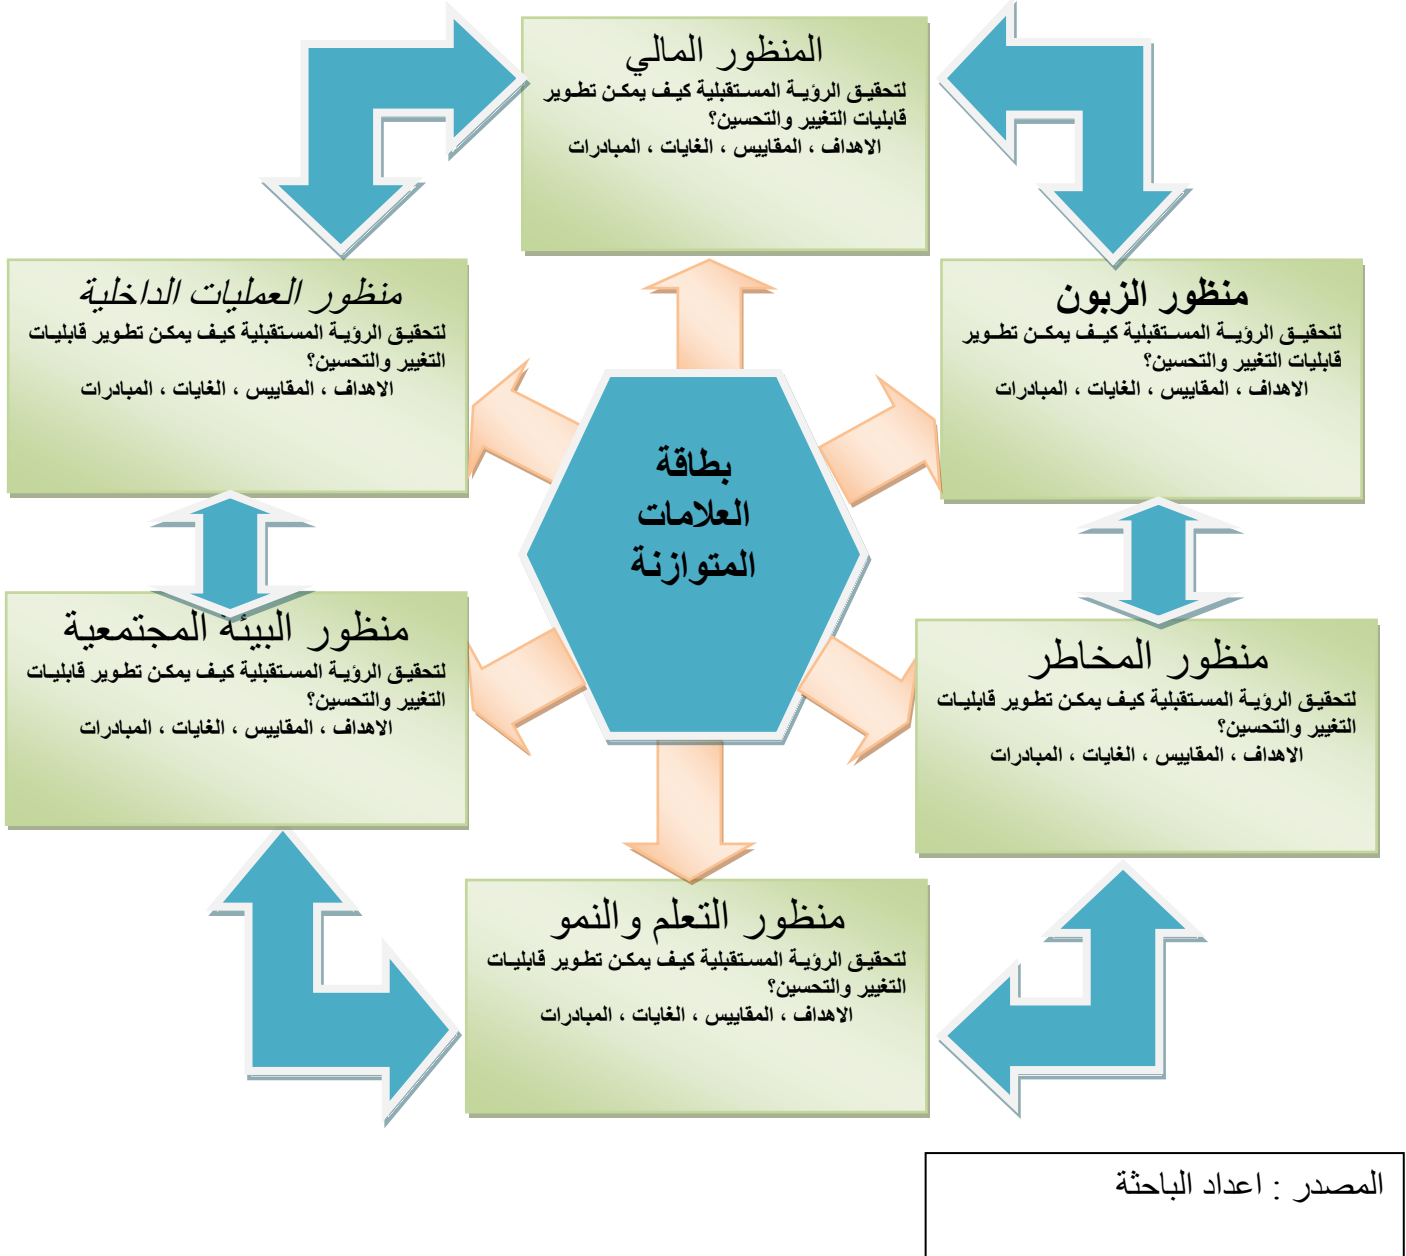 المنظور المالي
لتحقيق الرؤية المستقبلية كيف يمكن تطوير
قابليات التغيير والتحسين؟
الاهداف ، المقاييس ، الغايات ، المبادرات
منظور الزبون
لتحقيق الرؤية المستقبلية كيف يمكن تطوير
قابليات التغيير والتحسين؟
الاهداف ، المقاييس ، الغايات ، المبادرات
منظور العمليات الداخلية
لتحقيق الرؤية المستقبلية كيف يمكن تطوير قابليات
التغيير والتحسين؟
الاهداف ، المقاييس ، الغايات ، المبادرات
بطاقة
العلامات
المتوازنة
منظور المخاطر
لتحقيق الرؤية المستقبلية كيف يمكن تطوير قابليات
التغيير والتحسين؟
الاهداف ، المقاييس ، الغايات ، المبادرات
منظور البيئة المجتمعية
لتحقيق الرؤية المستقبلية كيف يمكن تطوير قابليات
التغيير والتحسين؟
الاهداف ، المقاييس ، الغايات ، المبادرات
منظور التعلم والنمو
لتحقيق الرؤية المستقبلية كيف يمكن تطوير قابليات
التغيير والتحسين؟
الاهداف ، المقاييس ، الغايات ، المبادرات
المصدر : اعداد الباحثة